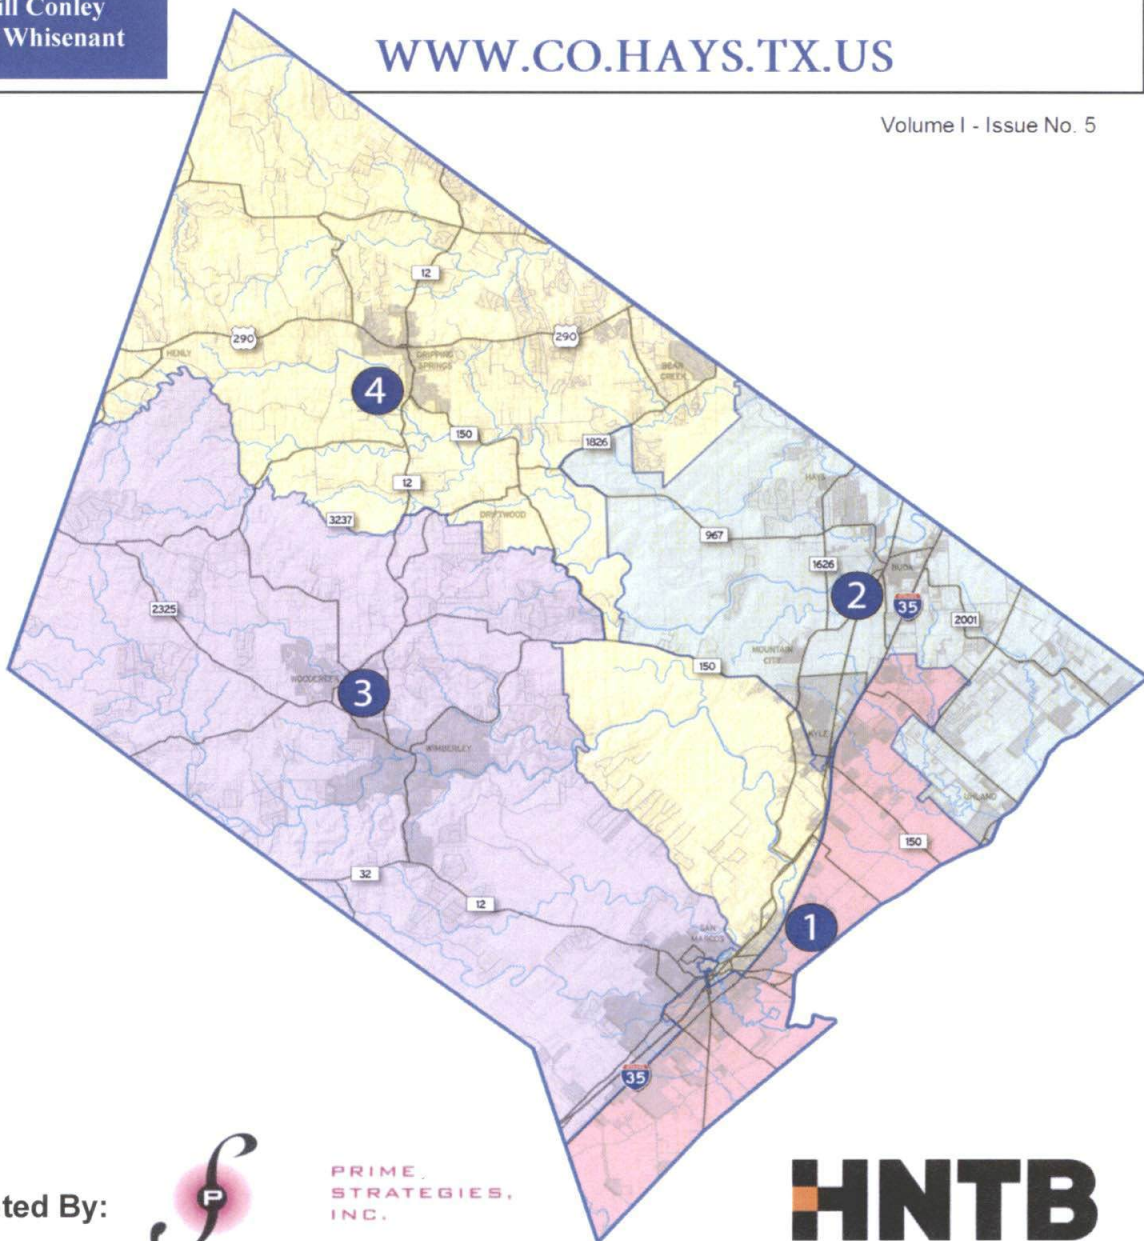 ill Conley
Whisenant
WWW.CO.HAYS.TX.US
Volume I - Issue No. 5
12
290
290
HENLY
DRIPPING
SPRINGS
BEAR
CREEK
4
150
1826
HAYS
12
3237
DRIFTWOOD
967
1626
BUDA
2
35
2001
2325
MOUNTAIN
CITY
150
WOODCREEK
3
KYLE
WIMBERLEY
UHLAND
150
32
12
1
SAN
MARCOS
35
ted By:
P
PRIME
STRATEGIES,
INC.
HNTB